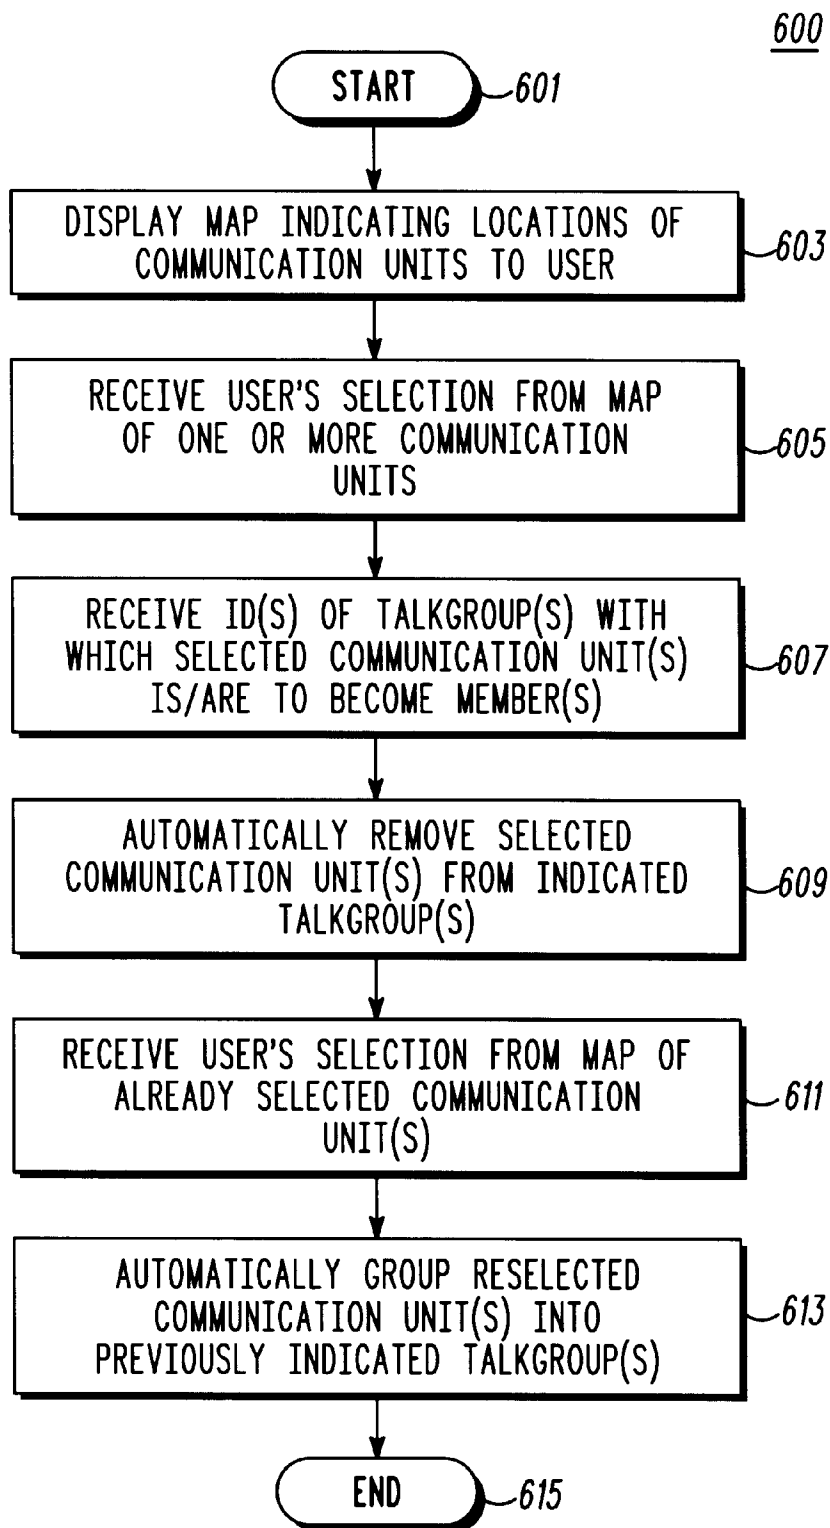 600
START
601
DISPLAY MAP INDICATING LOCATIONS OF
COMMUNICATION UNITS TO USER
603
RECEIVE USER'S SELECTION FROM MAP
OF ONE OR MORE COMMUNICATION
UNITS
605
RECEIVE ID(S) OF TALKGROUP(S) WITH
WHICH SELECTED COMMUNICATION UNIT(S)
IS/ARE TO BECOME MEMBER(S)
607
AUTOMATICALLY REMOVE SELECTED
COMMUNICATION UNIT(S) FROM INDICATED
TALKGROUP(S)
609
RECEIVE USER'S SELECTION FROM MAP OF
ALREADY SELECTED COMMUNICATION
UNIT(S)
611
AUTOMATICALLY GROUP RESELECTED
COMMUNICATION UNIT(S) INTO
PREVIOUSLY INDICATED TALKGROUP(S)
613
END
615